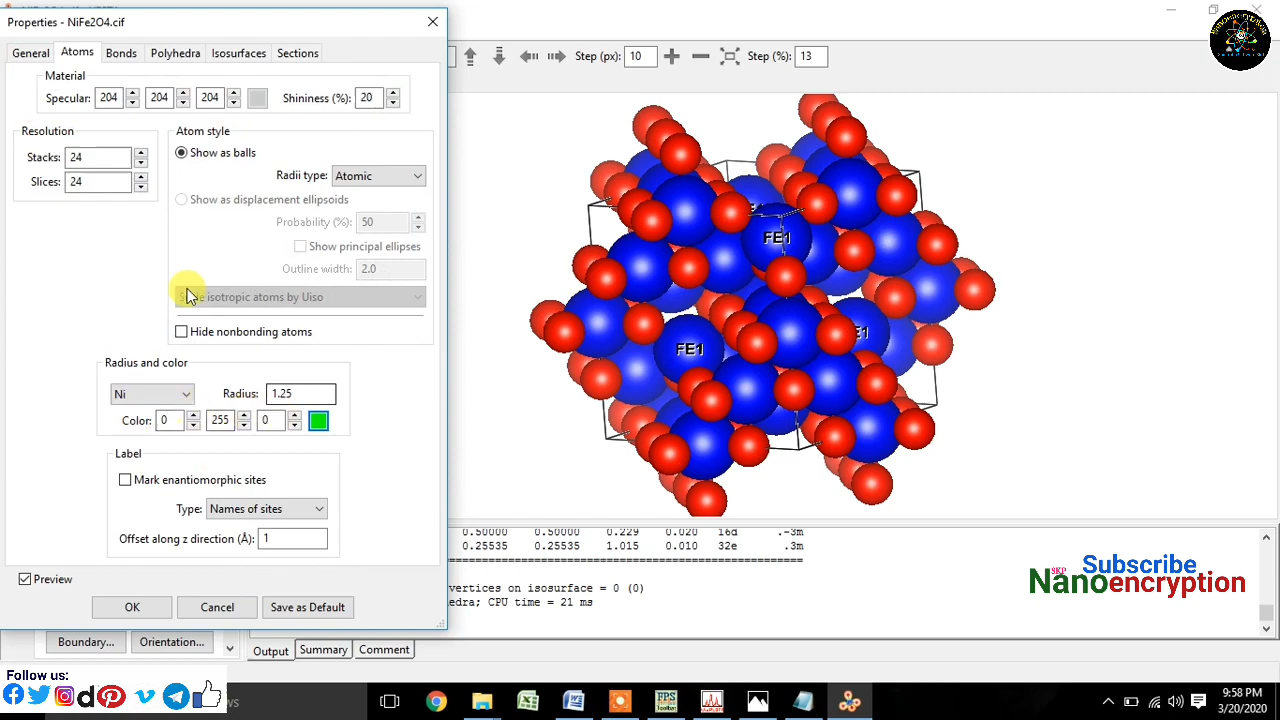 Properties - NiFe2O4.cif
General Atoms Bonds Polyhedra Isosurfaces Sections
Step (px): 10 Step (%): 13
Material
Specular: 204 204 204 Shininess (%): 20
Resolution
Stacks: 24
Slices: 24
Atom style
Show as balls
Radii type: Atomic
Show as displacement ellipsoids
Probability (%): 50
Show principal ellipses
Outline width: 2.0
isotropic atoms by Uiso
Hide nonbonding atoms
Radius and color
Ni Radius: 1.25
Color: 0 255 0
Label
Mark enantiomorphic sites
Type: Names of sites
Offset along z direction (Å): 1
Preview
OK Cancel Save as Default
Boundary... Orientation...
FE1
FE1
0.50000 0.50000 0.229 0.020 16d .-3m
0.25535 0.25535 1.015 0.010 32e .3m
vertices on isosurface = 0 (0)
edra; CPU time = 21 ms
Output Summary Comment
Subscribe
SKP
Nanoencryption
Follow us:
9:58 PM
3/20/2020